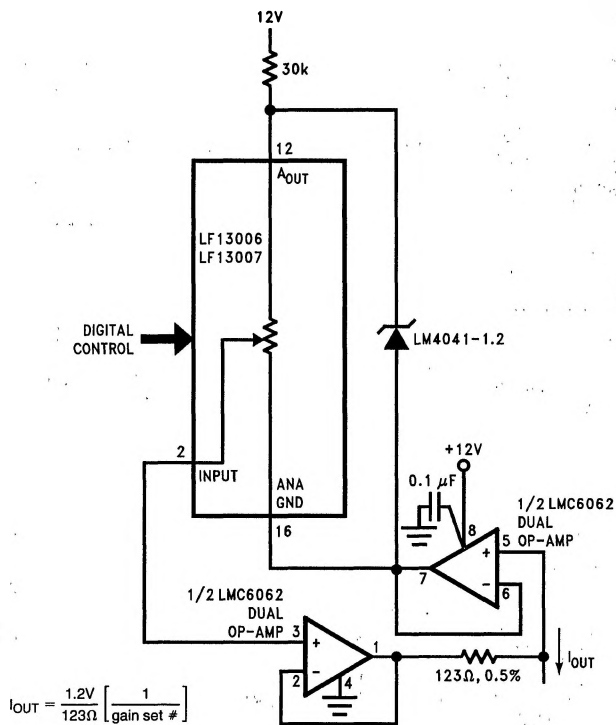 12V
30k
12
AOUT
LF13006
LF13007
DIGITAL
CONTROL
LM4041-1.2
2
INPUT
ANA
GND
16
+12V
0.1 µF
8
1/2 LMC6062
DUAL
OP-AMP
5
+
7
−
6
1/2 LMC6062
DUAL
OP-AMP
3
+
1
−
2
4
123Ω, 0.5%
IOUT
IOUT = 1.2V/123Ω [1/gain set #]